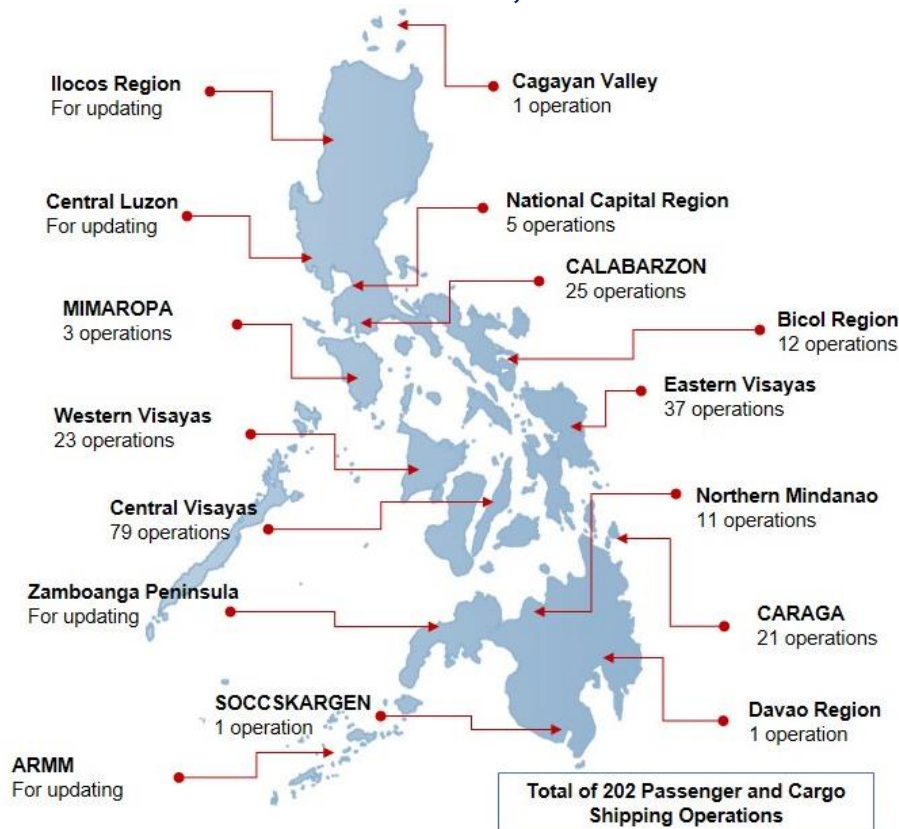 Ilocos Region
For updating
Cagayan Valley
1 operation
Central Luzon
For updating
National Capital Region
5 operations
CALABARZON
25 operations
MIMAROPA
3 operations
Bicol Region
12 operations
Eastern Visayas
37 operations
Western Visayas
23 operations
Northern Mindanao
11 operations
Central Visayas
79 operations
Zamboanga Peninsula
For updating
CARAGA
21 operations
SOCCSKARGEN
1 operation
Davao Region
1 operation
ARMM
For updating
Total of 202 Passenger and Cargo
Shipping Operations